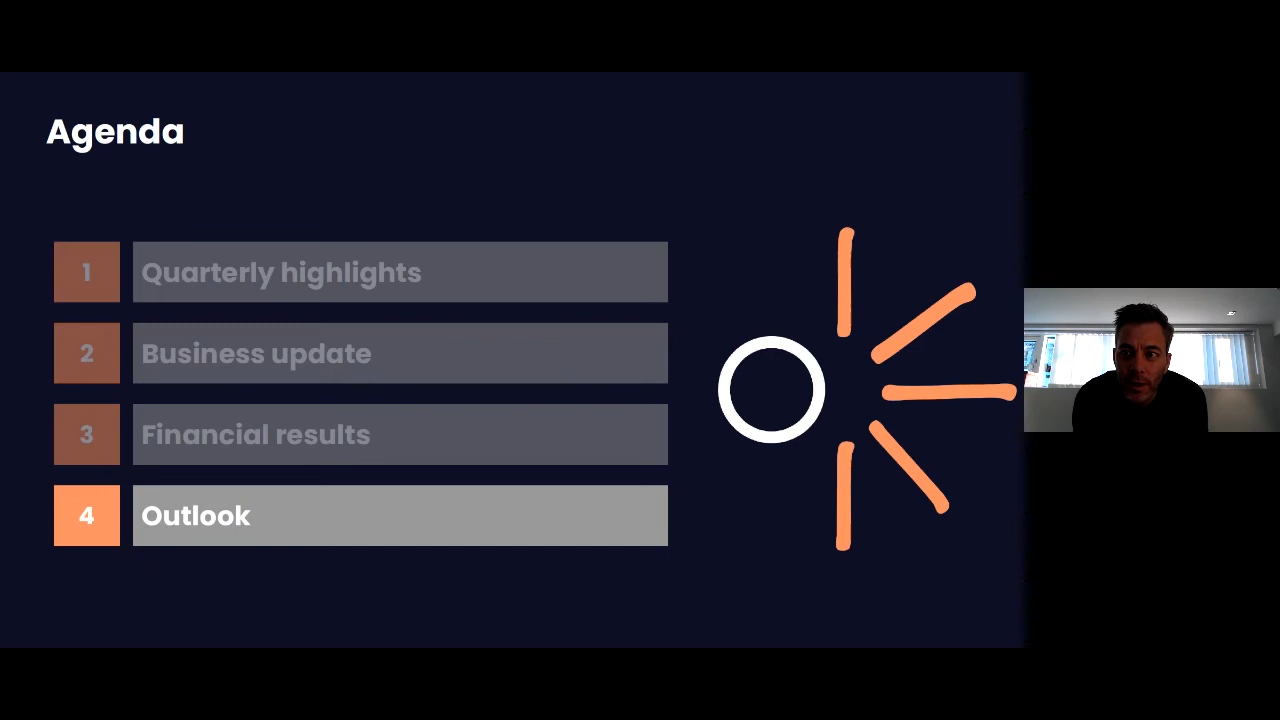 Agenda
1 Quarterly highlights
2 Business update
3 Financial results
4 Outlook